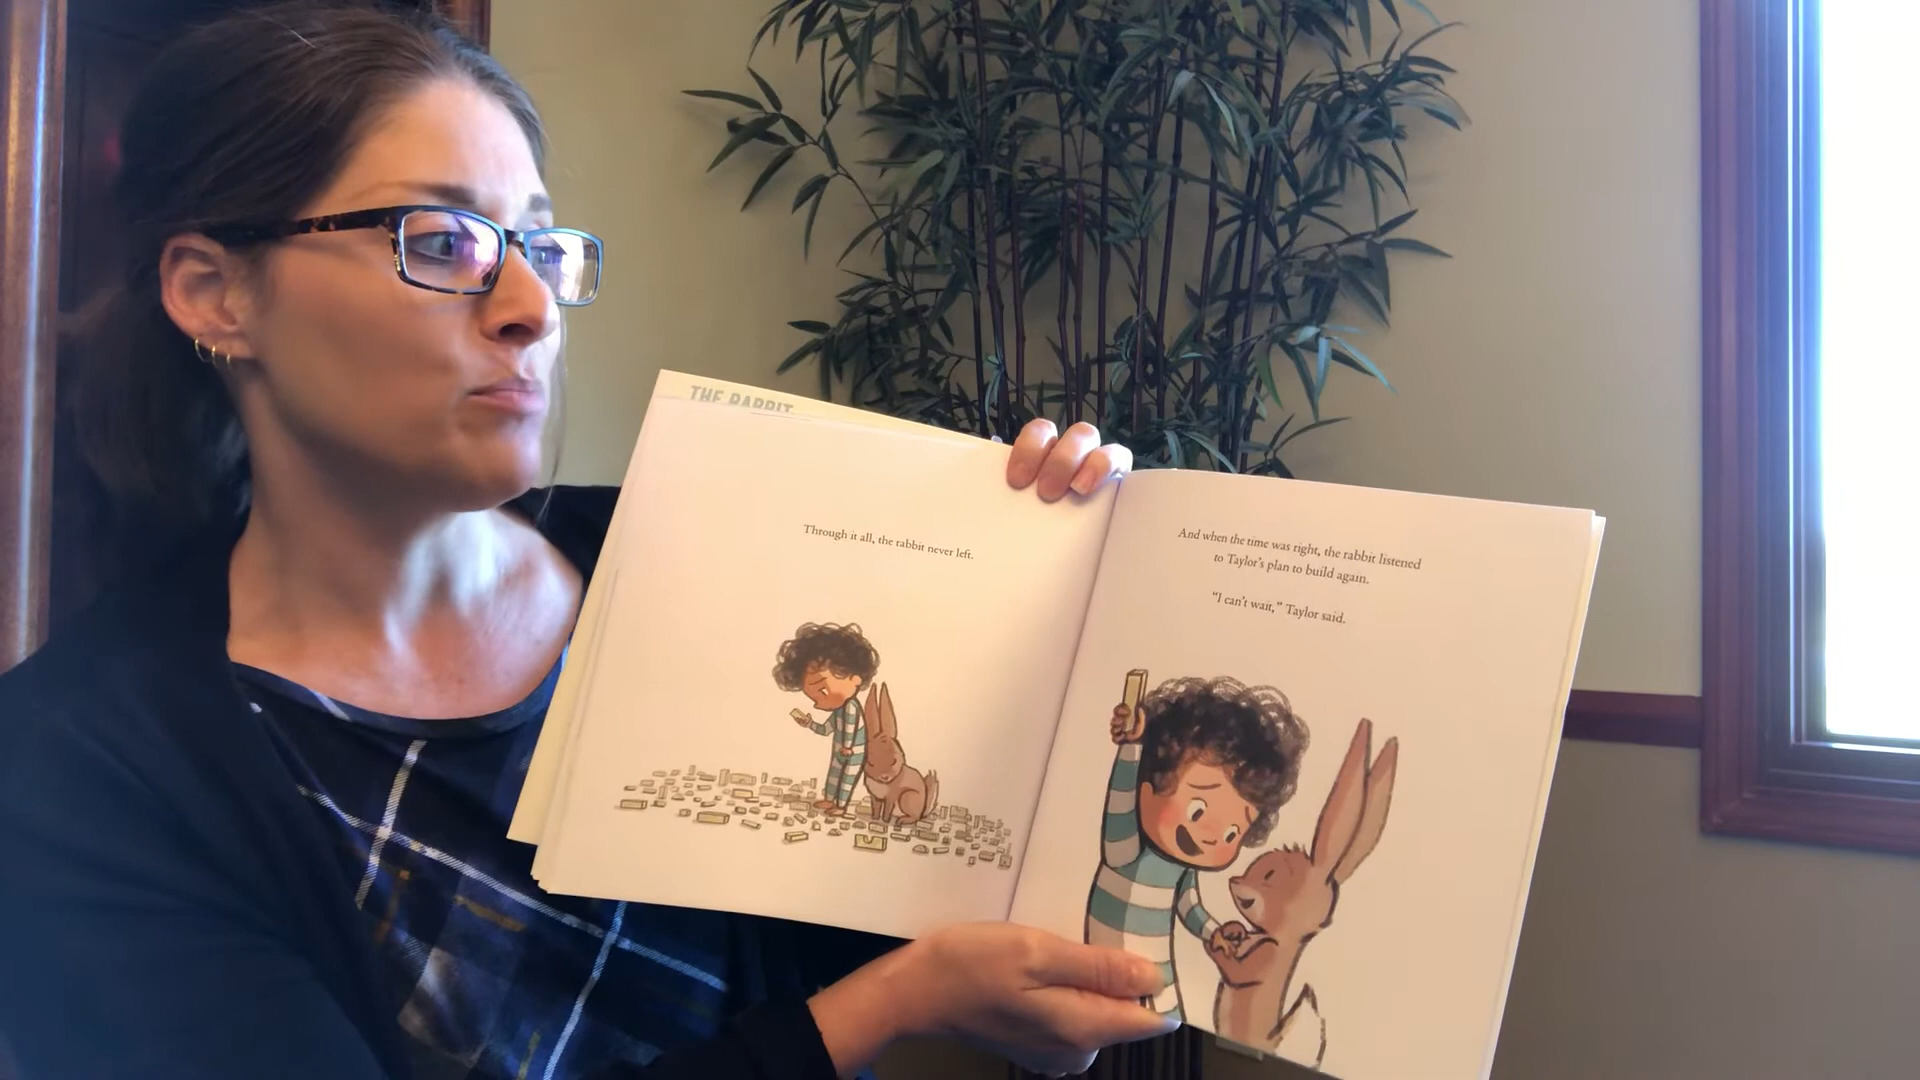 THE RABBIT
Through it all, the rabbit never left.
And when the time was right, the rabbit listened
to Taylor's plan to build again.
"I can't wait," Taylor said.